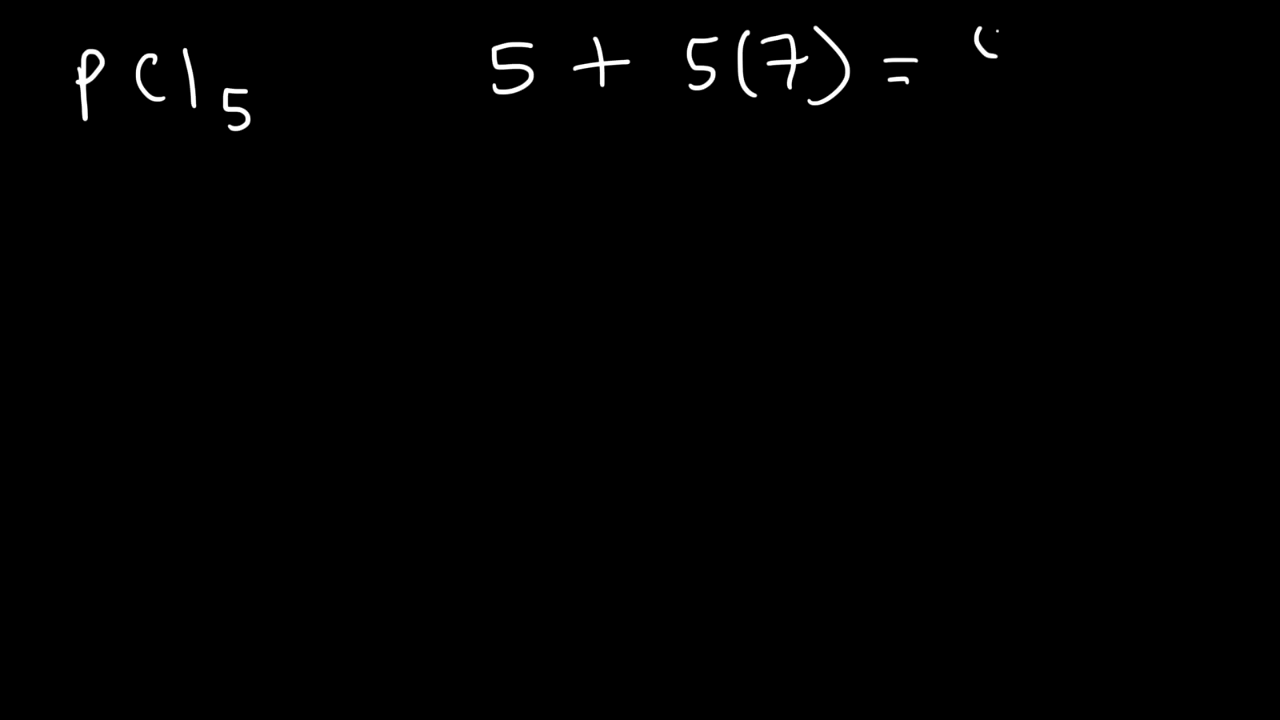 PCl₅ 5 + 5(7) =